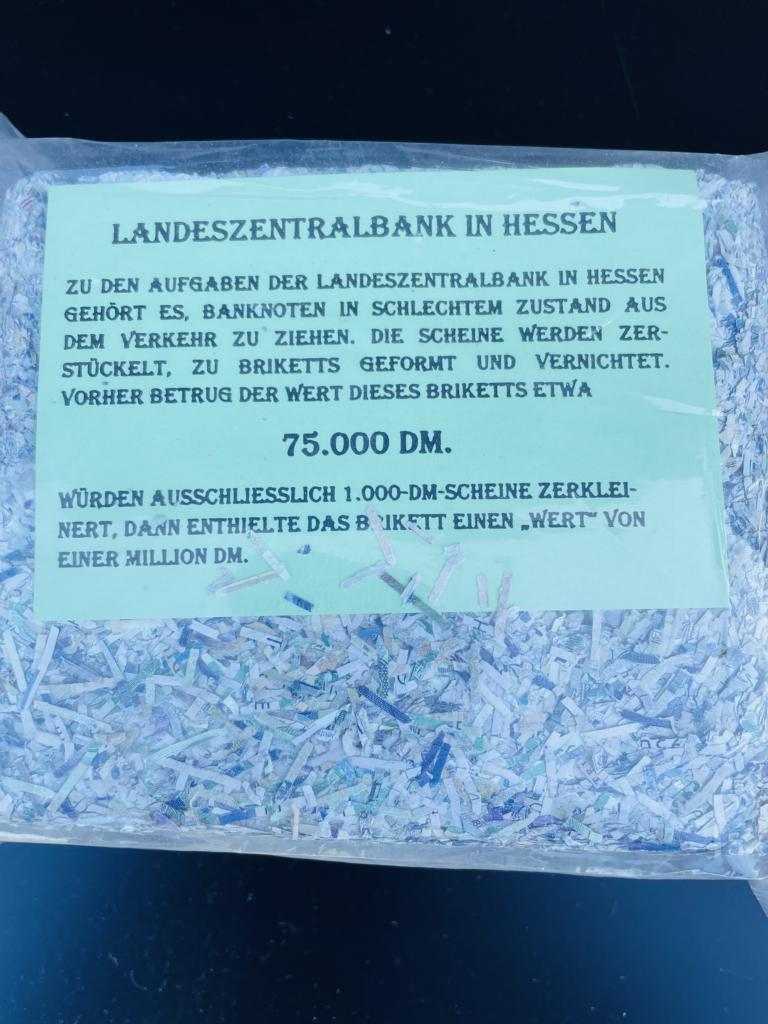 LANDESZENTRALBANK IN HESSEN
ZU DEN AUFGABEN DER LANDESZENTRALBANK IN HESSEN
GEHÖRT ES, BANKNOTEN IN SCHLECHTEM ZUSTAND AUS
DEM VERKEHR ZU ZIEHEN. DIE SCHEINE WERDEN ZER-
STÜCKELT, ZU BRIKETTS GEFORMT UND VERNICHTET.
VORHER BETRUG DER WERT DIESES BRIKETTS ETWA
75.000 DM.
WÜRDEN AUSSCHLIESSLICH 1.000-DM-SCHEINE ZERKLEI-
NERT, DANN ENTHIELTE DAS BRIKETT EINEN „WERT“ VON
EINER MILLION DM.